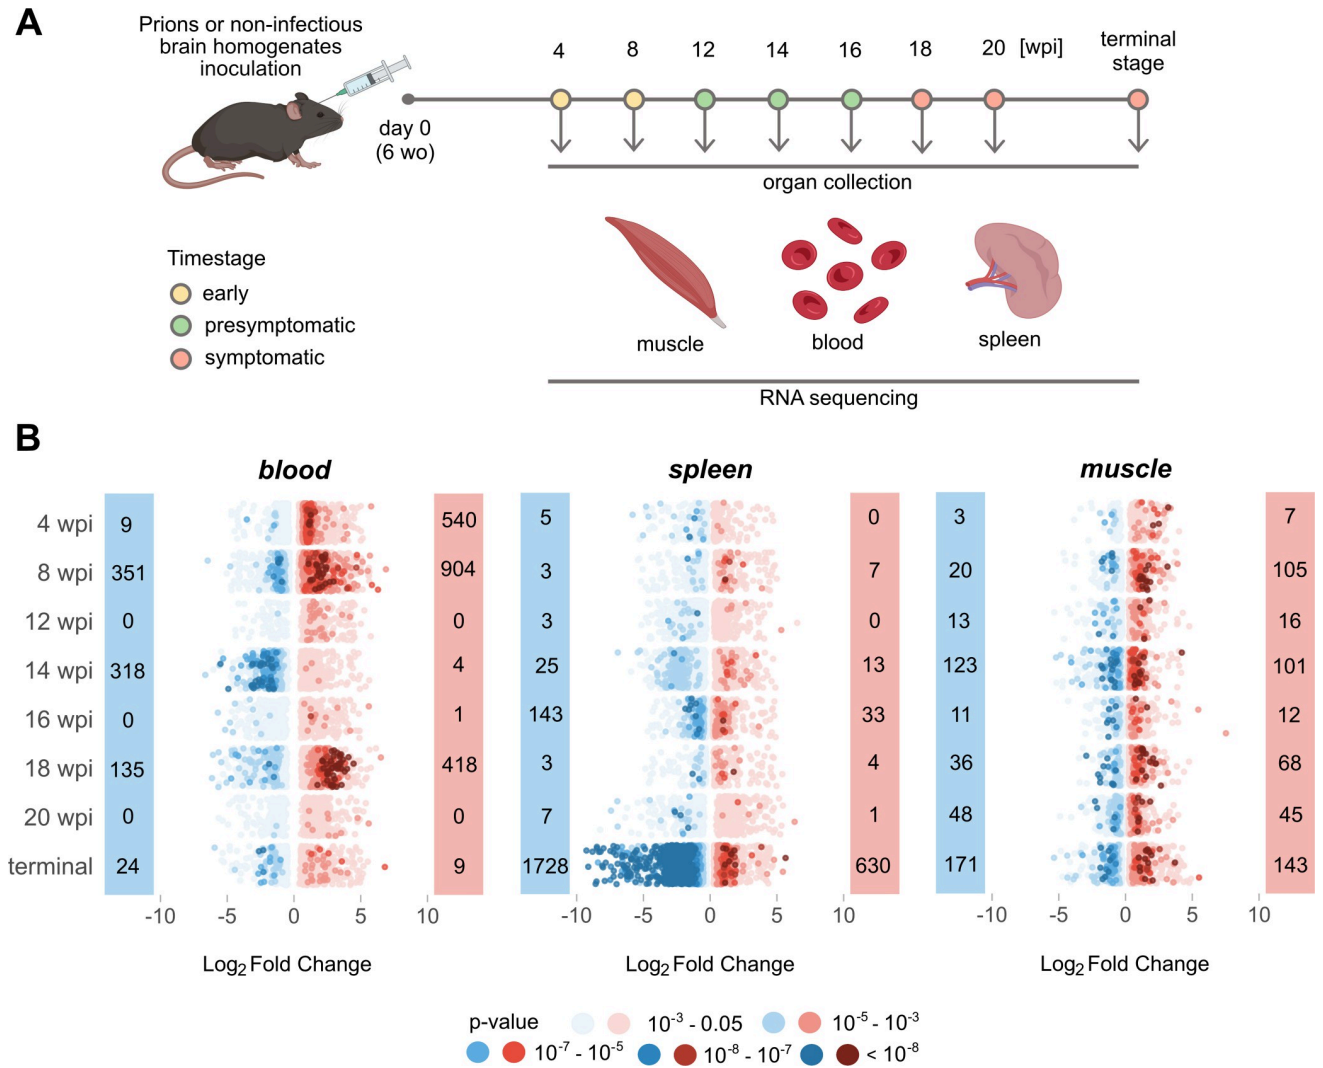 A
Prions or non-infectious
brain homogenates
inoculation
day 0
(6 wo)
4 8 12 14 16 18 20 [wpi] terminal
stage
organ collection
muscle blood spleen
RNA sequencing
Timestage
early
presymptomatic
symptomatic
B
blood spleen muscle
4 wpi 9 540 5 0 3 7
8 wpi 351 904 3 7 20 105
12 wpi 0 0 3 0 13 16
14 wpi 318 4 25 13 123 101
16 wpi 0 1 143 33 11 12
18 wpi 135 418 3 4 36 68
20 wpi 0 0 7 1 48 45
terminal 24 9 1728 630 171 143
-10 -5 0 5 10 -10 -5 0 5 10 -10 -5 0 5 10
Log2 Fold Change Log2 Fold Change Log2 Fold Change
p-value 10^-3 - 0.05 10^-5 - 10^-3
10^-7 - 10^-5 10^-8 - 10^-7 < 10^-8